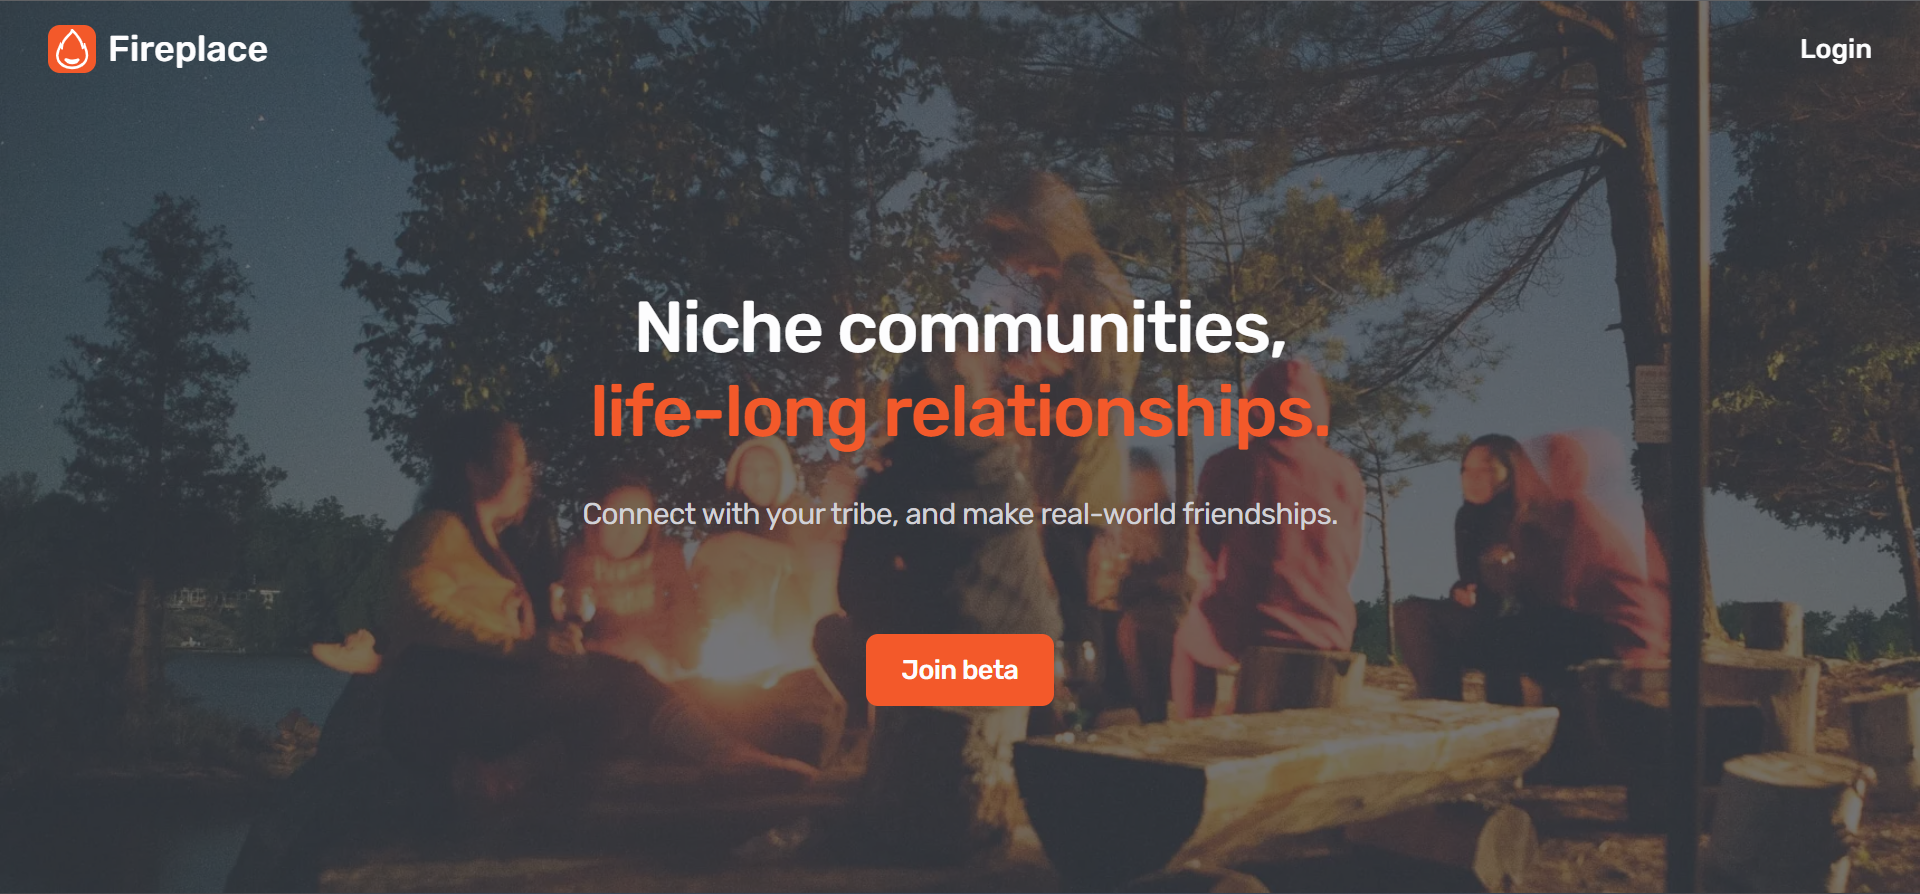 Fireplace
Login
Niche communities,
life-long relationships.
Connect with your tribe, and make real-world friendships.
Join beta